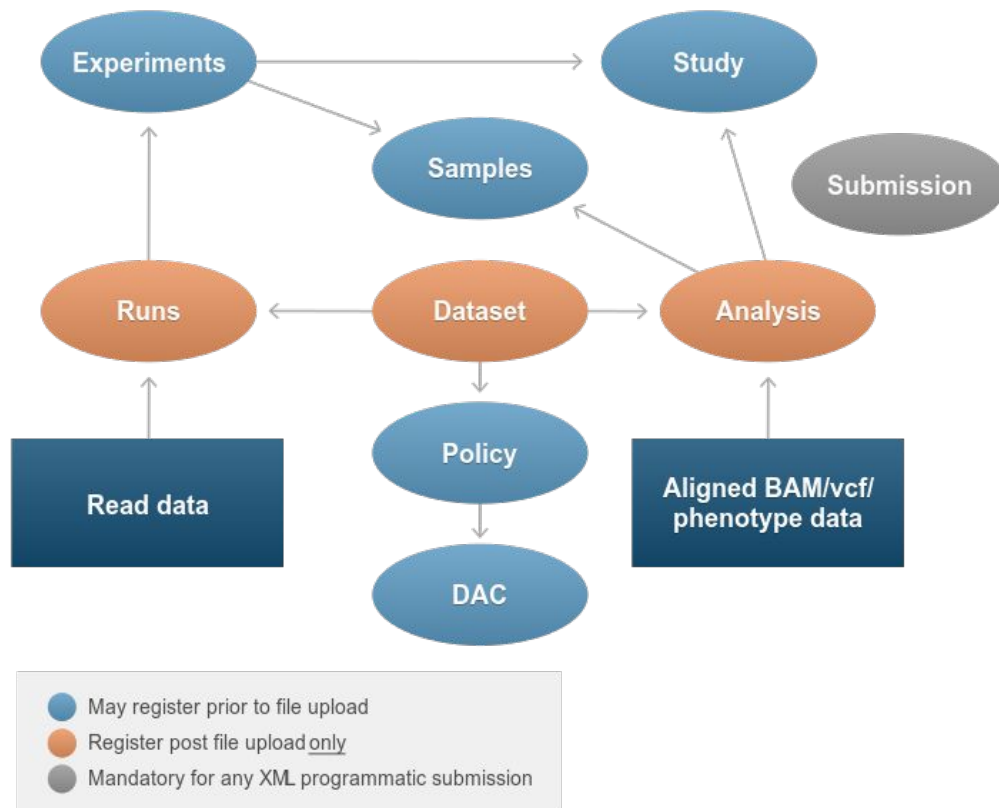 Experiments
Study
Samples
Submission
Runs
Dataset
Analysis
Policy
Read data
Aligned BAM/vcf/
phenotype data
DAC
May register prior to file upload
Register post file upload only
Mandatory for any XML programmatic submission